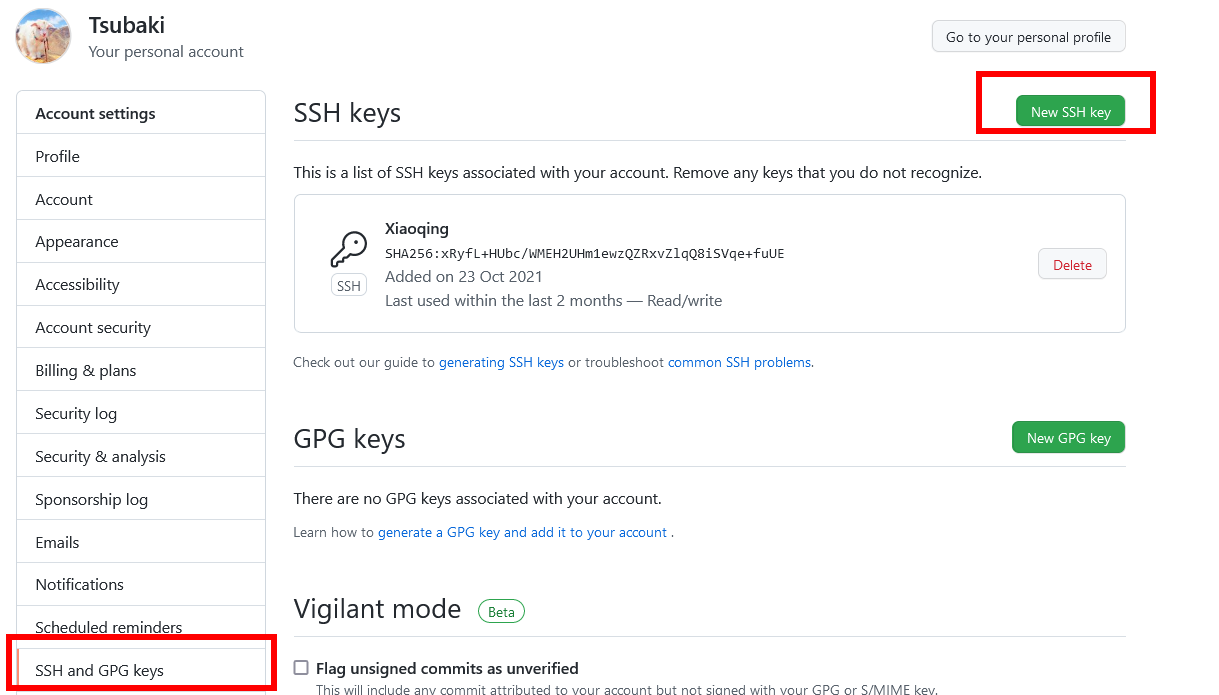 Tsubaki
Your personal account
Go to your personal profile
Account settings
Profile
Account
Appearance
Accessibility
Account security
Billing & plans
Security log
Security & analysis
Sponsorship log
Emails
Notifications
Scheduled reminders
SSH and GPG keys
SSH keys
New SSH key
This is a list of SSH keys associated with your account. Remove any keys that you do not recognize.
Xiaoqing
SHA256:xRyfL+HUbc/WMEH2UHm1ewzQZRxvZlqQ8iSVqe+fuUE
SSH
Added on 23 Oct 2021
Last used within the last 2 months — Read/write
Delete
Check out our guide to generating SSH keys or troubleshoot common SSH problems.
GPG keys
New GPG key
There are no GPG keys associated with your account.
Learn how to generate a GPG key and add it to your account .
Vigilant mode
Beta
Flag unsigned commits as unverified
This will include any commit attributed to your account but not signed with your GPG or S/MIME key.